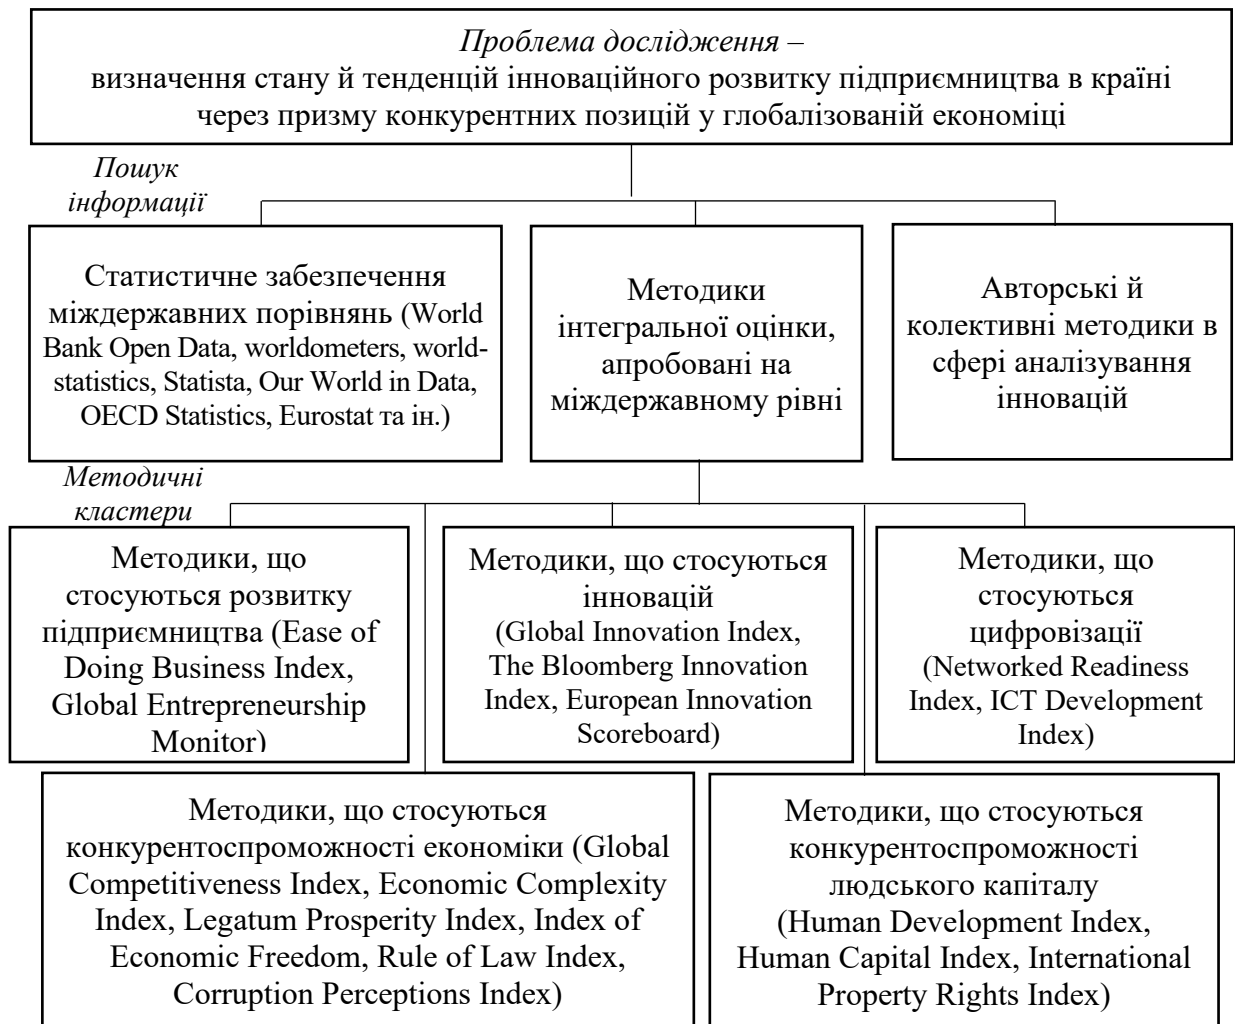 Проблема дослідження –
визначення стану й тенденцій інноваційного розвитку підприємництва в країні
через призму конкурентних позицій у глобалізованій економіці
Пошук
інформації
Статистичне забезпечення
міждержавних порівнянь (World
Bank Open Data, worldometers, world-
statistics, Statista, Our World in Data,
OECD Statistics, Eurostat та ін.)
Методики
інтегральної оцінки,
апробовані на
міждержавному рівні
Авторські й
колективні методики в
сфері аналізування
інновацій
Методичні
кластери
Методики, що
стосуються розвитку
підприємництва (Ease of
Doing Business Index,
Global Entrepreneurship
Monitor)
Методики, що стосуються
інновацій
(Global Innovation Index,
The Bloomberg Innovation
Index, European Innovation
Scoreboard)
Методики, що
стосуються
цифровізації
(Networked Readiness
Index, ICT Development
Index)
Методики, що стосуються
конкурентоспроможності економіки (Global
Competitiveness Index, Economic Complexity
Index, Legatum Prosperity Index, Index of
Economic Freedom, Rule of Law Index,
Corruption Perceptions Index)
Методики, що стосуються
конкурентоспроможності
людського капіталу
(Human Development Index,
Human Capital Index, International
Property Rights Index)